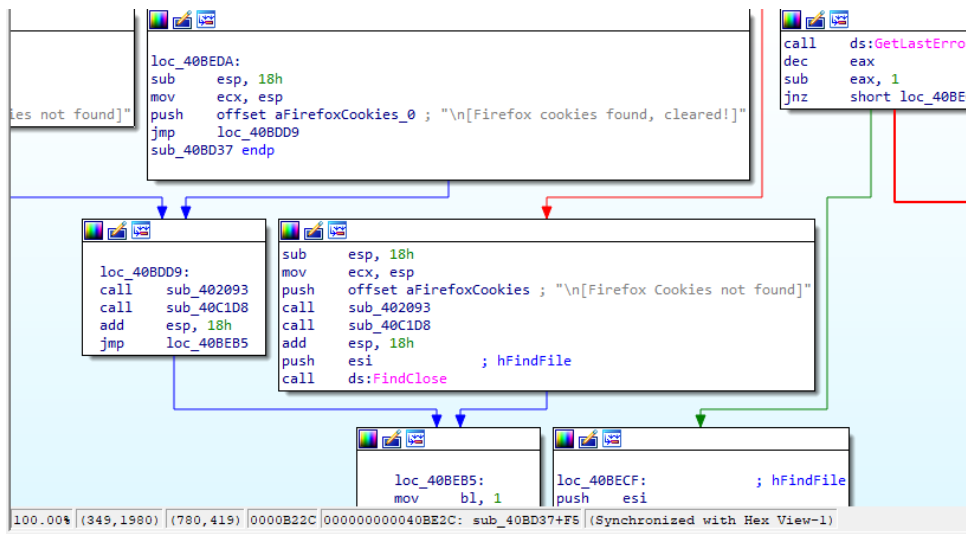 ies not found]"
loc_40BEDA:
sub esp, 18h
mov ecx, esp
push offset aFirefoxCookies_0 ; "\n[Firefox cookies found, cleared!]"
jmp loc_40BDD9
sub_40BD37 endp
call ds:GetLastErro
dec eax
sub eax, 1
jnz short loc_40BE
loc_40BDD9:
call sub_402093
call sub_40C1D8
add esp, 18h
jmp loc_40BEB5
sub esp, 18h
mov ecx, esp
push offset aFirefoxCookies ; "\n[Firefox Cookies not found]"
call sub_402093
call sub_40C1D8
add esp, 18h
push esi ; hFindFile
call ds:FindClose
loc_40BEB5:
mov bl, 1
loc_40BECF: ; hFindFile
push esi
100.00% (349,1980) (780,419) 0000B22C 000000000040BE2C: sub_40BD37+F5 (Synchronized with Hex View-1)